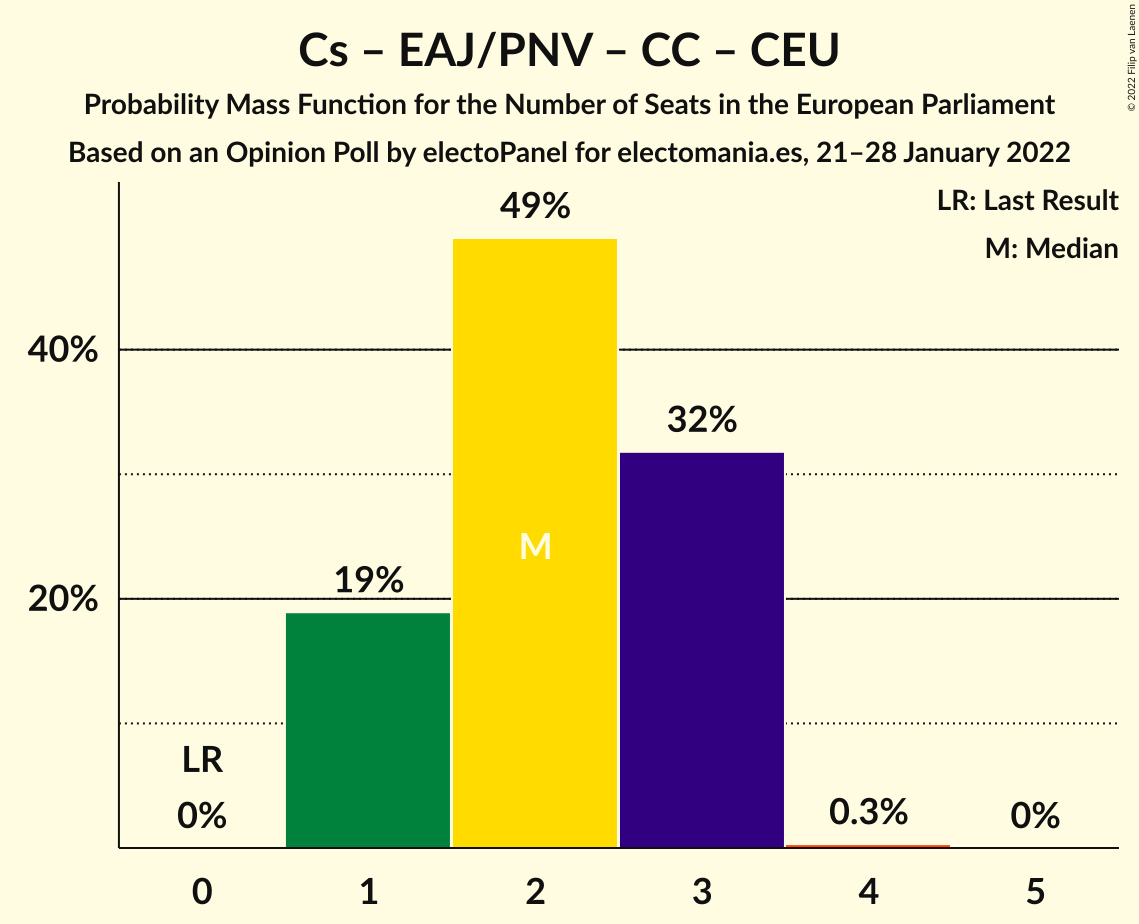 Cs – EAJ/PNV – CC – CEU
Probability Mass Function for the Number of Seats in the European Parliament
Based on an Opinion Poll by electoPanel for electomania.es, 21–28 January 2022
© 2022 Filip van Laenen
LR: Last Result
M: Median
49%
40%
32%
M
19%
20%
LR
0%
0.3%
0%
0 1 2 3 4 5